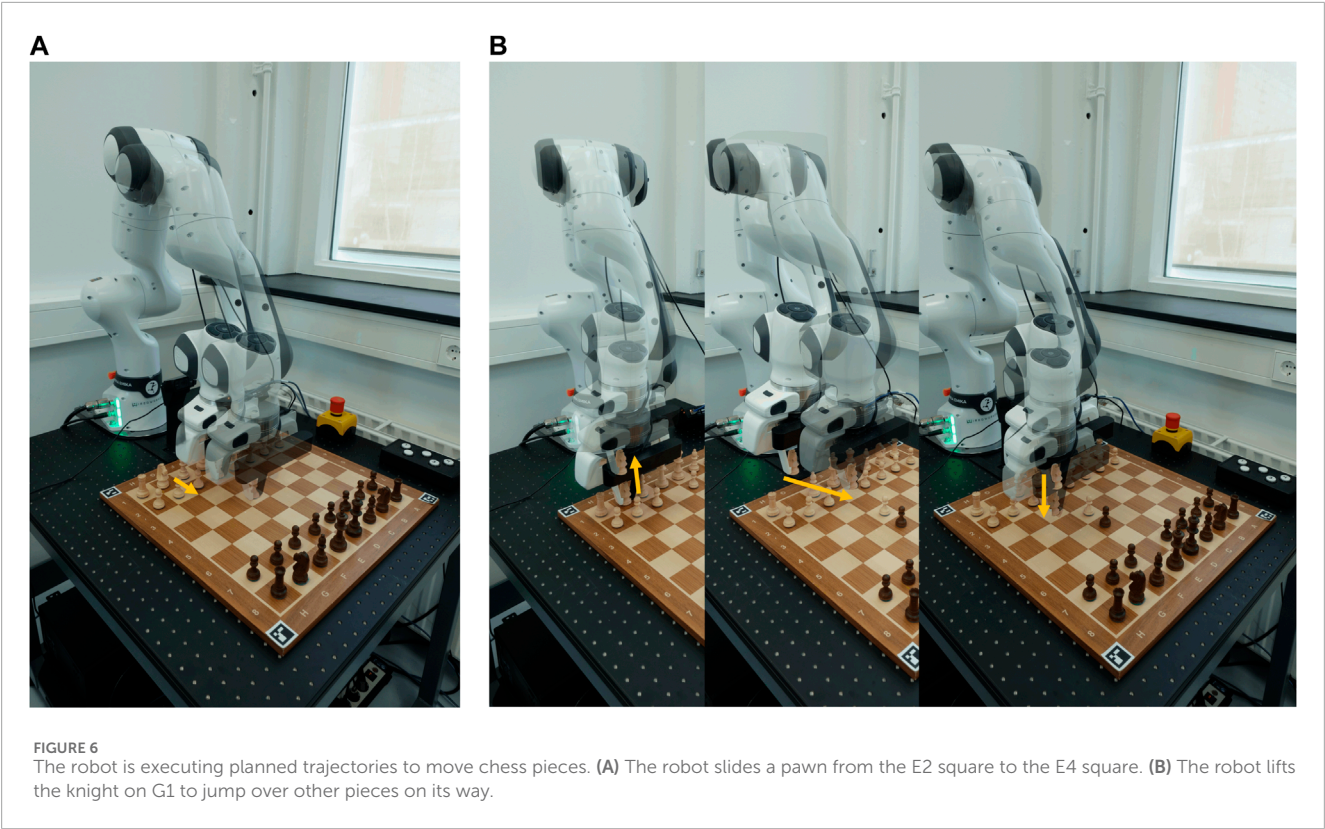 A
B
FIGURE 6
The robot is executing planned trajectories to move chess pieces. (A) The robot slides a pawn from the E2 square to the E4 square. (B) The robot lifts
the knight on G1 to jump over other pieces on its way.